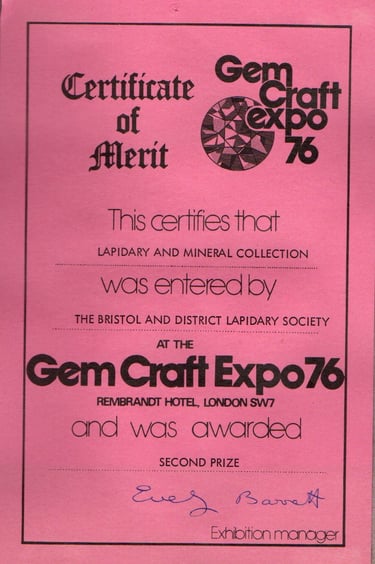 Certificate
of
Merit
Gem
Craft
expo
76
This certifies that
LAPIDARY AND MINERAL COLLECTION
was entered by
THE BRISTOL AND DISTRICT LAPIDARY SOCIETY
AT THE
Gem Craft Expo 76
REMBRANDT HOTEL, LONDON SW7
and was awarded
SECOND PRIZE
Barrett
Exhibition manager